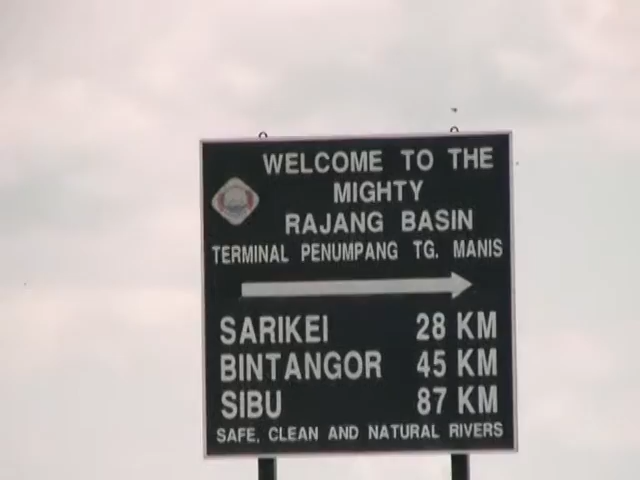 WELCOME TO THE
MIGHTY
RAJANG BASIN
TERMINAL PENUMPANG TG. MANIS
SARIKEI 28 KM
BINTANGOR 45 KM
SIBU 87 KM
SAFE, CLEAN AND NATURAL RIVERS